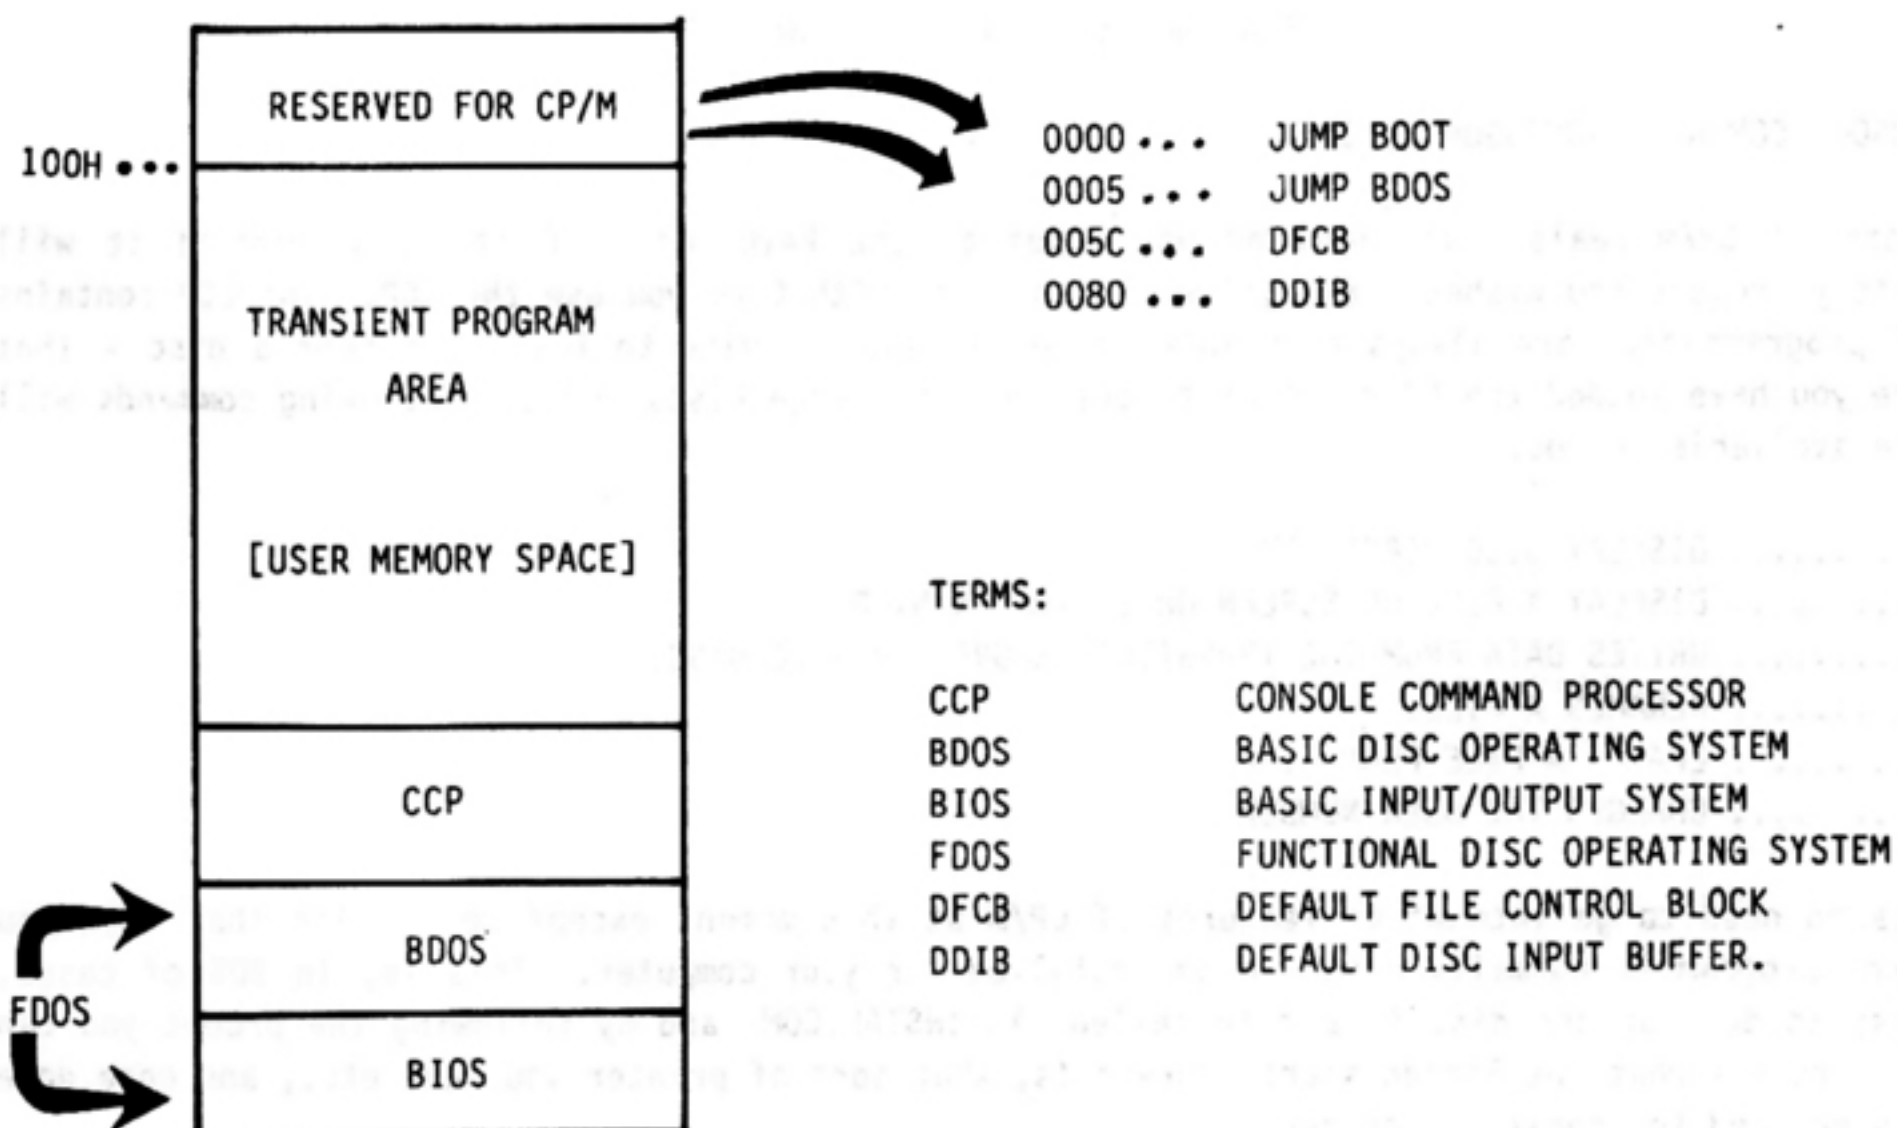 RESERVED FOR CP/M
100H •••
0000 ... JUMP BOOT
0005 ... JUMP BDOS
005C ... DFCB
0080 ... DDIB
TRANSIENT PROGRAM
AREA
[USER MEMORY SPACE]
TERMS:
CCP CONSOLE COMMAND PROCESSOR
BDOS BASIC DISC OPERATING SYSTEM
BIOS BASIC INPUT/OUTPUT SYSTEM
FDOS FUNCTIONAL DISC OPERATING SYSTEM
DFCB DEFAULT FILE CONTROL BLOCK
DDIB DEFAULT DISC INPUT BUFFER.
CCP
BDOS
FDOS
BIOS